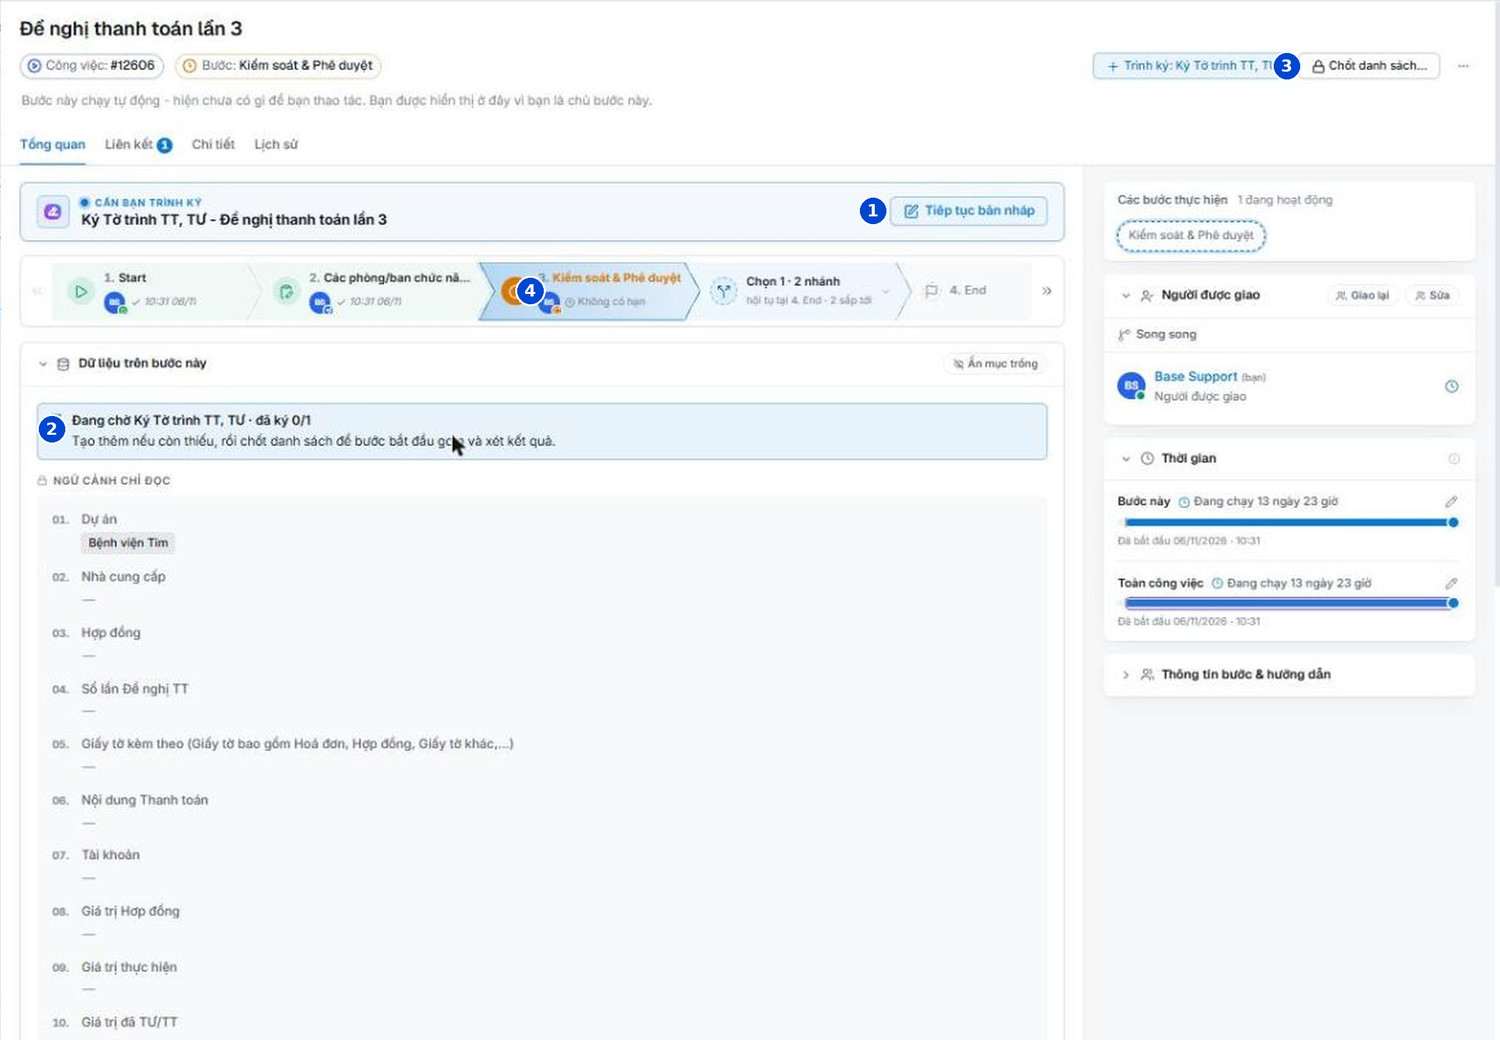 Đề nghị thanh toán lần 3
Công việc: #12606
Bước: Kiểm soát & Phê duyệt
+ Trình ký: Ký Tờ trình TT,
3
Chốt danh sách...
Bước này chạy tự động - hiện chưa có gì để bạn thao tác. Bạn được hiển thị ở đây vì bạn là chủ bước này.
Tổng quan
Liên kết 1
Chi tiết
Lịch sử
CẦN BẠN TRÌNH KÝ
Ký Tờ trình TT, TƯ - Đề nghị thanh toán lần 3
1
Tiếp tục bản nháp
1. Start
BS
10:31 06/11
2. Các phòng/ban chức nă...
BS
10:31 06/11
4
3. Kiểm soát & Phê duyệt
Không có hạn
Chọn 1 · 2 nhánh
hội tụ tại 4. End · 2 sắp tới
4. End
Dữ liệu trên bước này
Ẩn mục trống
2
Đang chờ Ký Tờ trình TT, TƯ · đã ký 0/1
Tạo thêm nếu còn thiếu, rồi chốt danh sách để bước bắt đầu và xét kết quả.
NGỮ CẢNH CHỈ ĐỌC
01. Dự án
Bệnh viện Tim
02. Nhà cung cấp
—
03. Hợp đồng
—
04. Số lần Đề nghị TT
—
05. Giấy tờ kèm theo (Giấy tờ bao gồm Hoá đơn, Hợp đồng, Giấy tờ khác,...)
—
06. Nội dung Thanh toán
—
07. Tài khoản
—
08. Giá trị Hợp đồng
—
09. Giá trị thực hiện
—
10. Giá trị đã TƯ/TT
Các bước thực hiện 1 đang hoạt động
Kiểm soát & Phê duyệt
Người được giao
Giao lại
Sửa
Song song
BS
Base Support (bạn)
Người được giao
Thời gian
Bước này Đang chạy 13 ngày 23 giờ
Đã bắt đầu 06/11/2026 · 10:31
Toàn công việc Đang chạy 13 ngày 23 giờ
Đã bắt đầu 06/11/2026 · 10:31
Thông tin bước & hướng dẫn